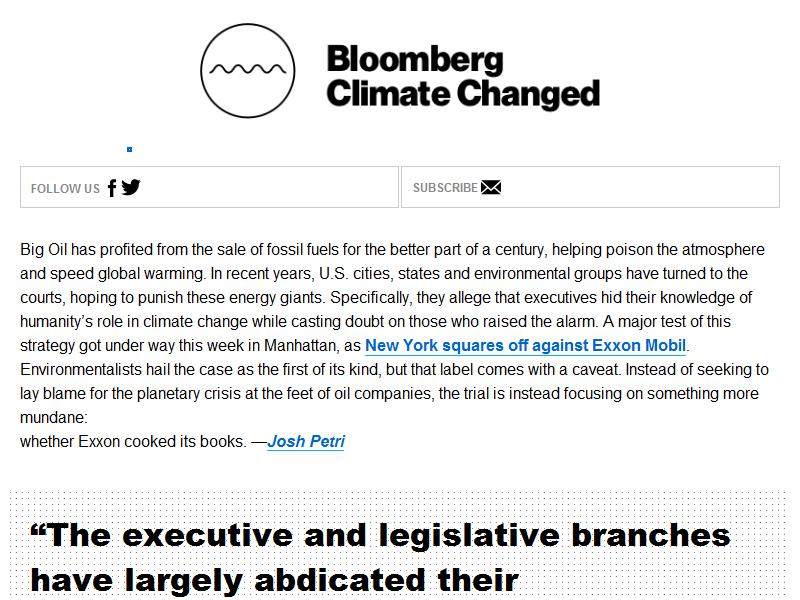 Bloomberg
Climate Changed
FOLLOW US
SUBSCRIBE
Big Oil has profited from the sale of fossil fuels for the better part of a century, helping poison the atmosphere
and speed global warming. In recent years, U.S. cities, states and environmental groups have turned to the
courts, hoping to punish these energy giants. Specifically, they allege that executives hid their knowledge of
humanity’s role in climate change while casting doubt on those who raised the alarm. A major test of this
strategy got under way this week in Manhattan, as New York squares off against Exxon Mobil.
Environmentalists hail the case as the first of its kind, but that label comes with a caveat. Instead of seeking to
lay blame for the planetary crisis at the feet of oil companies, the trial is instead focusing on something more
mundane:
whether Exxon cooked its books. —Josh Petri
“The executive and legislative branches
have largely abdicated their